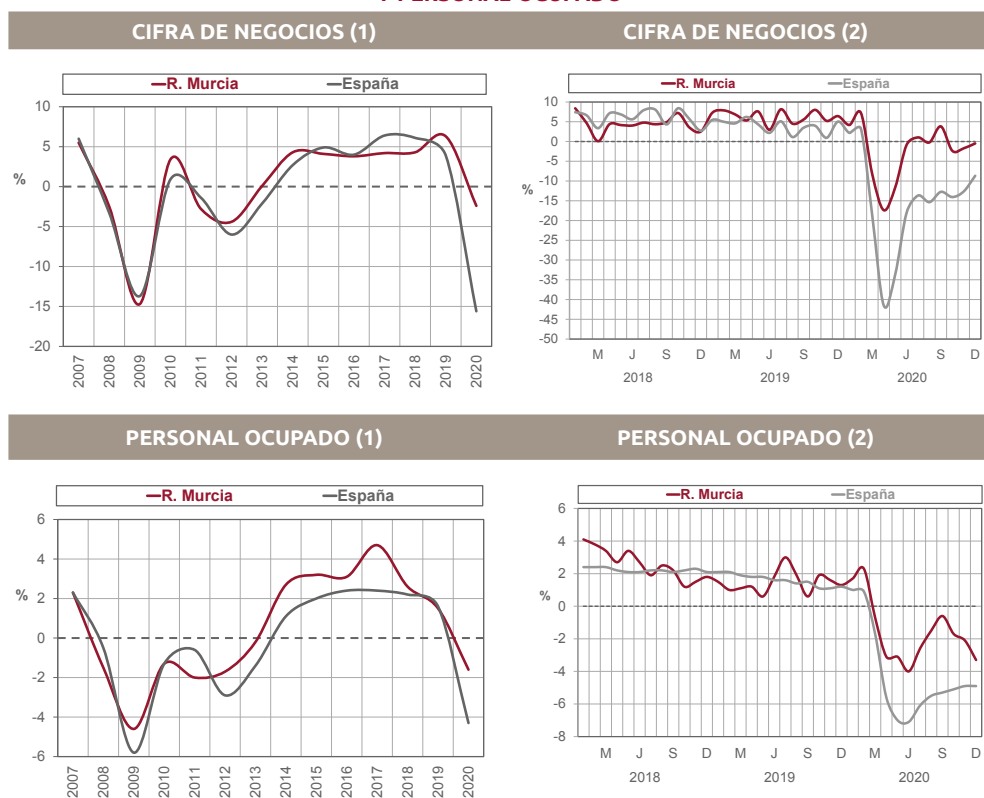 Y PERSONAL OCUPADO
CIFRA DE NEGOCIOS (1)
R. Murcia España
10
5
0
-5
-10
-15
-20
%
2007 2008 2009 2010 2011 2012 2013 2014 2015 2016 2017 2018 2019 2020
CIFRA DE NEGOCIOS (2)
R. Murcia España
10
5
0
-5
-10
-15
-20
-25
-30
-35
-40
-45
-50
%
M J S D M J S D M J S D
2018 2019 2020
PERSONAL OCUPADO (1)
R. Murcia España
6
4
2
0
-2
-4
-6
%
2007 2008 2009 2010 2011 2012 2013 2014 2015 2016 2017 2018 2019 2020
PERSONAL OCUPADO (2)
R. Murcia España
6
4
2
0
-2
-4
-6
-8
%
M J S D M J S D M J S D
2018 2019 2020